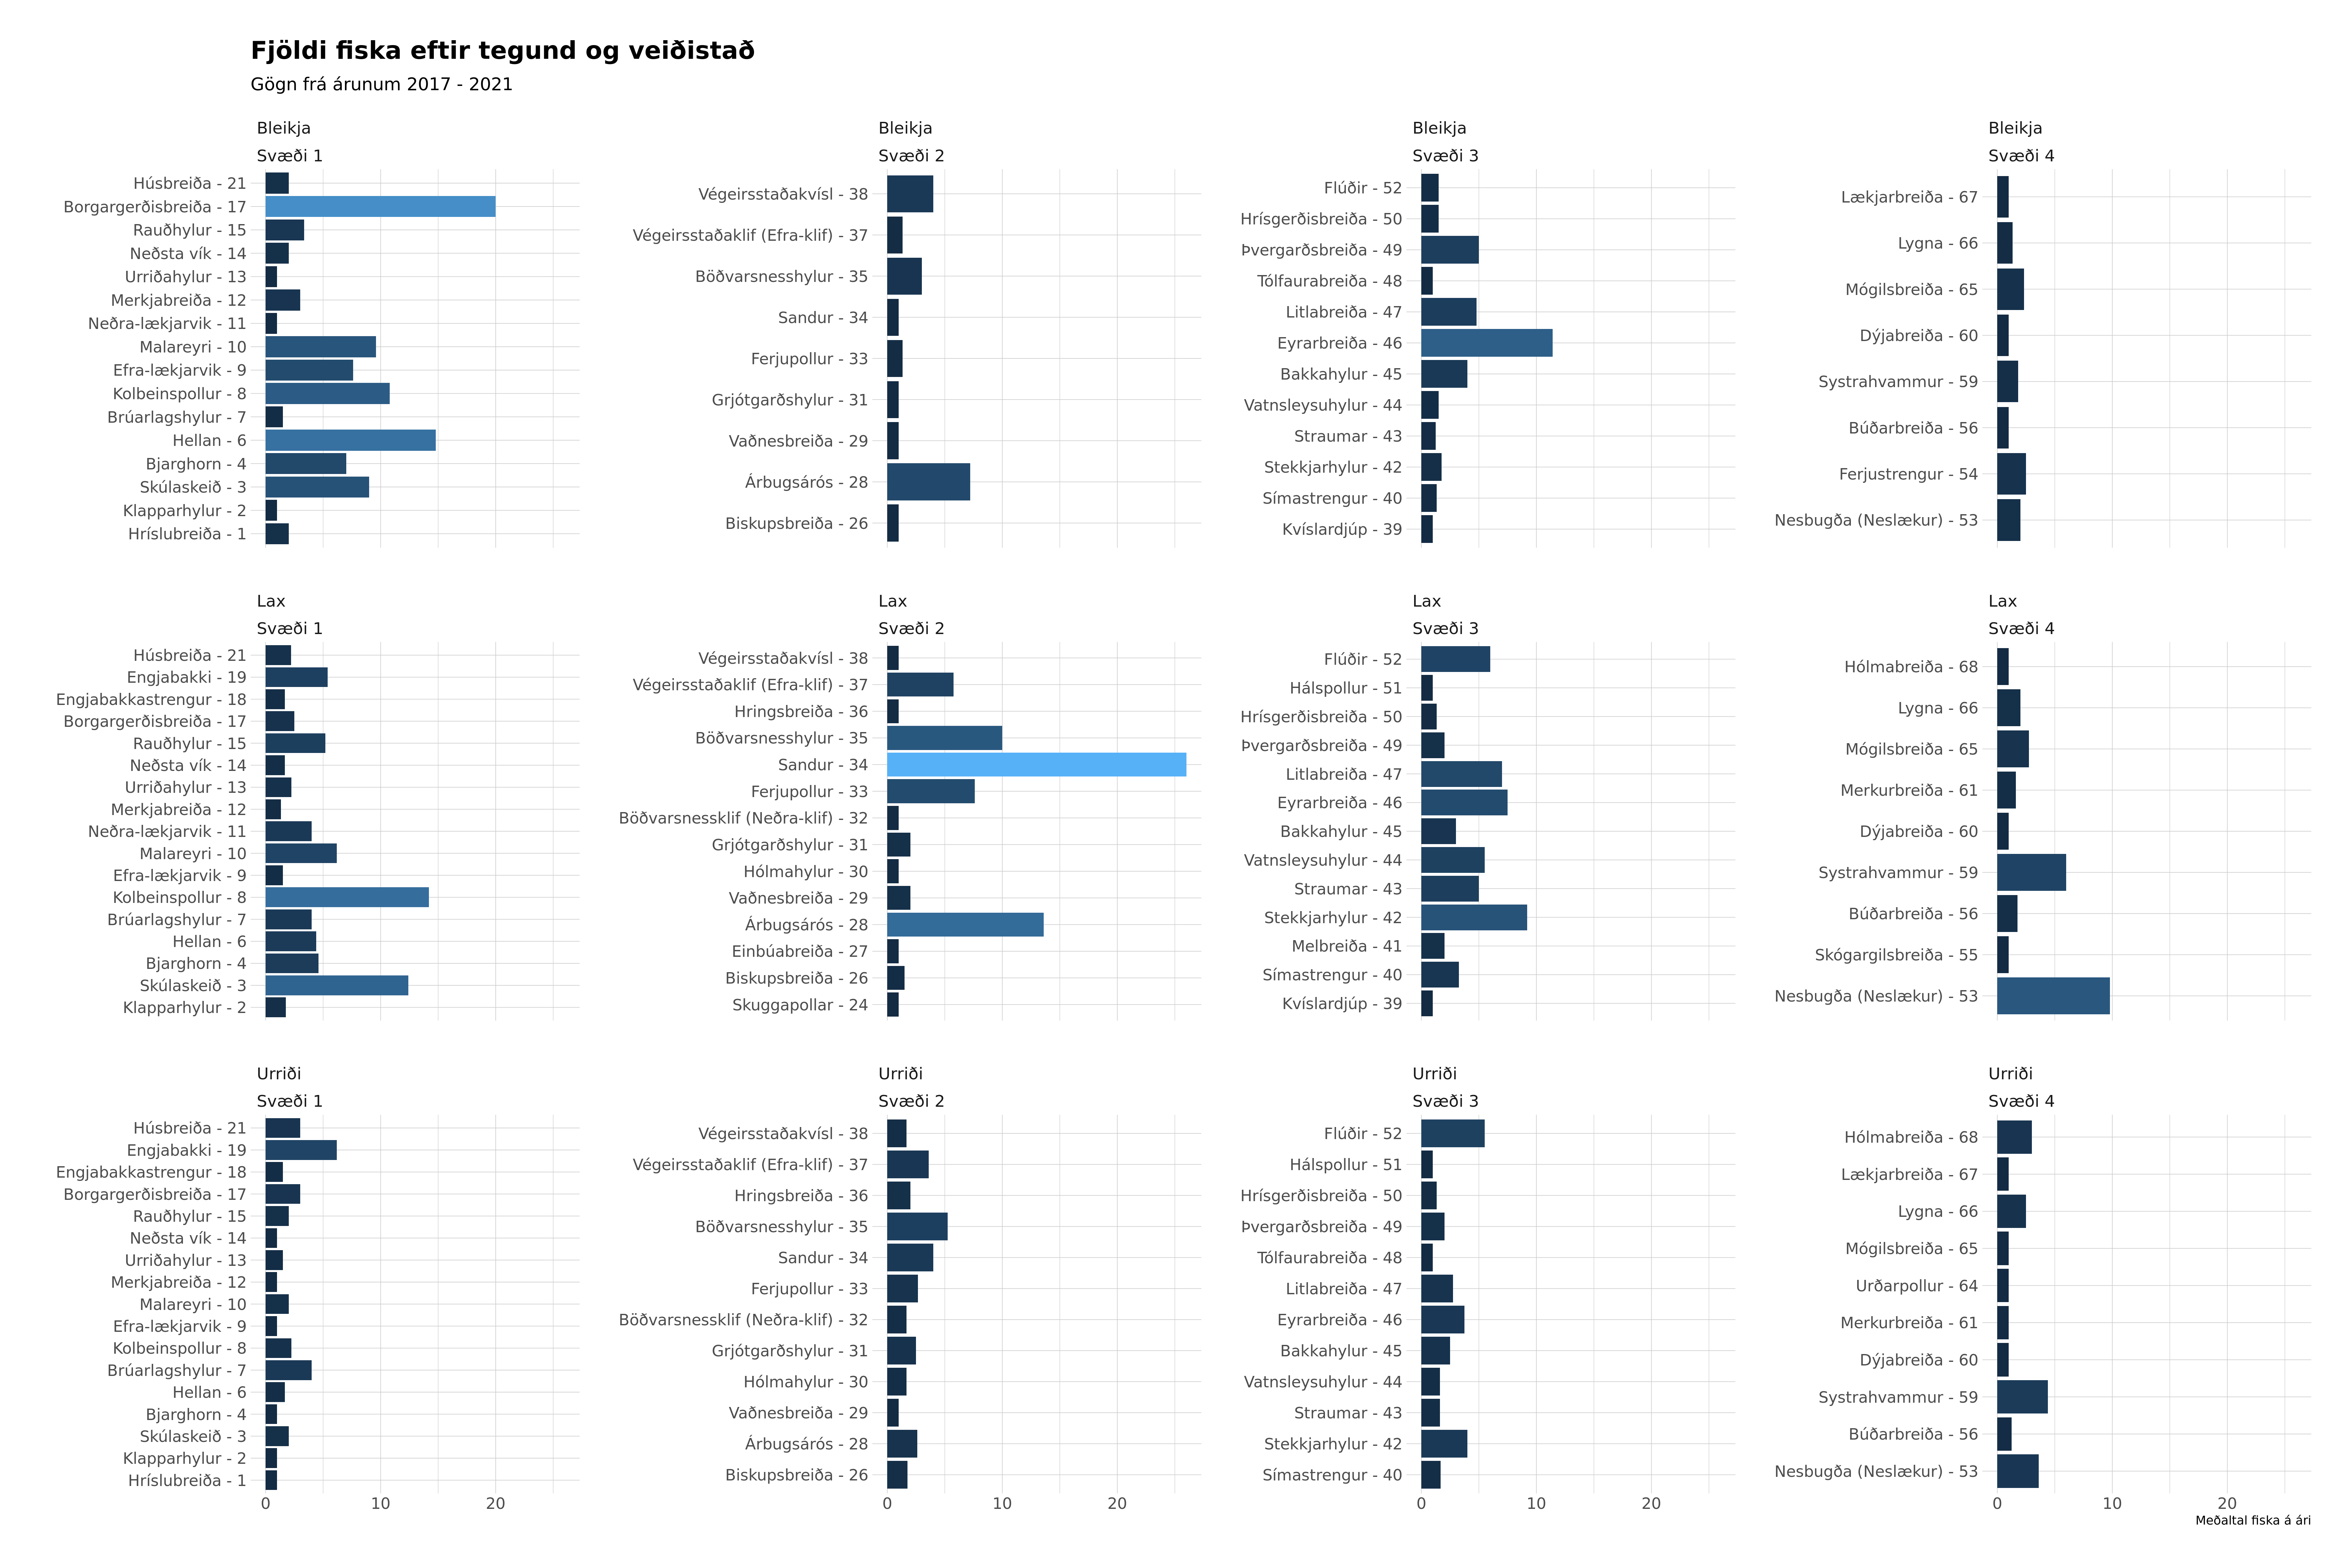 Fjöldi fiska eftir tegund og veiðistað
Gögn frá árunum 2017 - 2021
Bleikja
Svæði 1
Húsbreiða - 21
Borgargerðisbreiða - 17
Rauðhylur - 15
Neðsta vík - 14
Urriðahylur - 13
Merkjabreiða - 12
Neðra-lækjarvik - 11
Malareyri - 10
Efra-lækjarvik - 9
Kolbeinspollur - 8
Brúarlagshylur - 7
Hellan - 6
Bjarghorn - 4
Skúlaskeið - 3
Klapparhylur - 2
Hríslubreiða - 1
Bleikja
Svæði 2
Végeirsstaðakvísl - 38
Végeirsstaðaklif (Efra-klif) - 37
Böðvarsnesshylur - 35
Sandur - 34
Ferjupollur - 33
Grjótgarðshylur - 31
Vaðnesbreiða - 29
Árbugsárós - 28
Biskupsbreiða - 26
Bleikja
Svæði 3
Flúðir - 52
Hrísgerðisbreiða - 50
Þvergarðsbreiða - 49
Tólfaurabreiða - 48
Litlabreiða - 47
Eyrarbreiða - 46
Bakkahylur - 45
Vatnsleysuhylur - 44
Straumar - 43
Stekkjarhylur - 42
Símastrengur - 40
Kvíslardjúp - 39
Bleikja
Svæði 4
Lækjarbreiða - 67
Lygna - 66
Mógilsbreiða - 65
Dýjabreiða - 60
Systrahvammur - 59
Búðarbreiða - 56
Ferjustrengur - 54
Nesbugða (Neslækur) - 53
Lax
Svæði 1
Húsbreiða - 21
Engjabakki - 19
Engjabakkastrengur - 18
Borgargerðisbreiða - 17
Rauðhylur - 15
Neðsta vík - 14
Urriðahylur - 13
Merkjabreiða - 12
Neðra-lækjarvik - 11
Malareyri - 10
Efra-lækjarvik - 9
Kolbeinspollur - 8
Brúarlagshylur - 7
Hellan - 6
Bjarghorn - 4
Skúlaskeið - 3
Klapparhylur - 2
Lax
Svæði 2
Végeirsstaðakvísl - 38
Végeirsstaðaklif (Efra-klif) - 37
Hringsbreiða - 36
Böðvarsnesshylur - 35
Sandur - 34
Ferjupollur - 33
Böðvarsnessklif (Neðra-klif) - 32
Grjótgarðshylur - 31
Hólmahylur - 30
Vaðnesbreiða - 29
Árbugsárós - 28
Einbúabreiða - 27
Biskupsbreiða - 26
Skuggapollar - 24
Lax
Svæði 3
Flúðir - 52
Hálspollur - 51
Hrísgerðisbreiða - 50
Þvergarðsbreiða - 49
Litlabreiða - 47
Eyrarbreiða - 46
Bakkahylur - 45
Vatnsleysuhylur - 44
Straumar - 43
Stekkjarhylur - 42
Melbreiða - 41
Símastrengur - 40
Kvíslardjúp - 39
Lax
Svæði 4
Hólmabreiða - 68
Lygna - 66
Mógilsbreiða - 65
Merkurbreiða - 61
Dýjabreiða - 60
Systrahvammur - 59
Búðarbreiða - 56
Skógargilsbreiða - 55
Nesbugða (Neslækur) - 53
Urriði
Svæði 1
Húsbreiða - 21
Engjabakki - 19
Engjabakkastrengur - 18
Borgargerðisbreiða - 17
Rauðhylur - 15
Neðsta vík - 14
Urriðahylur - 13
Merkjabreiða - 12
Malareyri - 10
Efra-lækjarvik - 9
Kolbeinspollur - 8
Brúarlagshylur - 7
Hellan - 6
Bjarghorn - 4
Skúlaskeið - 3
Klapparhylur - 2
Hríslubreiða - 1
0 10 20
Urriði
Svæði 2
Végeirsstaðakvísl - 38
Végeirsstaðaklif (Efra-klif) - 37
Hringsbreiða - 36
Böðvarsnesshylur - 35
Sandur - 34
Ferjupollur - 33
Böðvarsnessklif (Neðra-klif) - 32
Grjótgarðshylur - 31
Hólmahylur - 30
Vaðnesbreiða - 29
Árbugsárós - 28
Biskupsbreiða - 26
0 10 20
Urriði
Svæði 3
Flúðir - 52
Hálspollur - 51
Hrísgerðisbreiða - 50
Þvergarðsbreiða - 49
Tólfaurabreiða - 48
Litlabreiða - 47
Eyrarbreiða - 46
Bakkahylur - 45
Vatnsleysuhylur - 44
Straumar - 43
Stekkjarhylur - 42
Símastrengur - 40
0 10 20
Urriði
Svæði 4
Hólmabreiða - 68
Lækjarbreiða - 67
Lygna - 66
Mógilsbreiða - 65
Urðarpollur - 64
Merkurbreiða - 61
Dýjabreiða - 60
Systrahvammur - 59
Búðarbreiða - 56
Nesbugða (Neslækur) - 53
0 10 20
Meðaltal fiska á ári